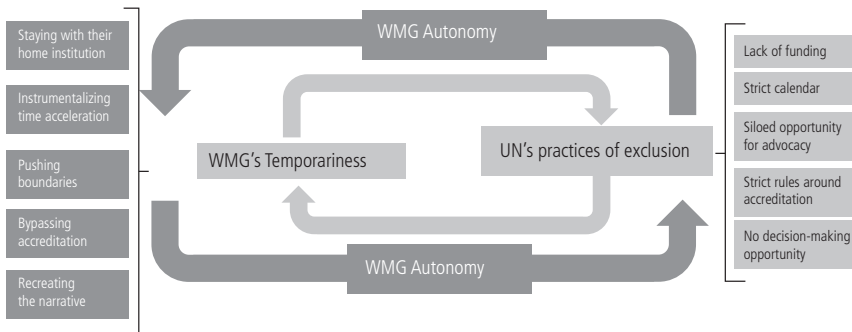 Staying with their
home institution
Instrumentalizing
time acceleration
Pushing
boundaries
Bypassing
accreditation
Recreating
the narrative
WMG Autonomy
WMG's Temporariness
UN's practices of exclusion
WMG Autonomy
Lack of funding
Strict calendar
Siloed opportunity
for advocacy
Strict rules around
accreditation
No decision-making
opportunity